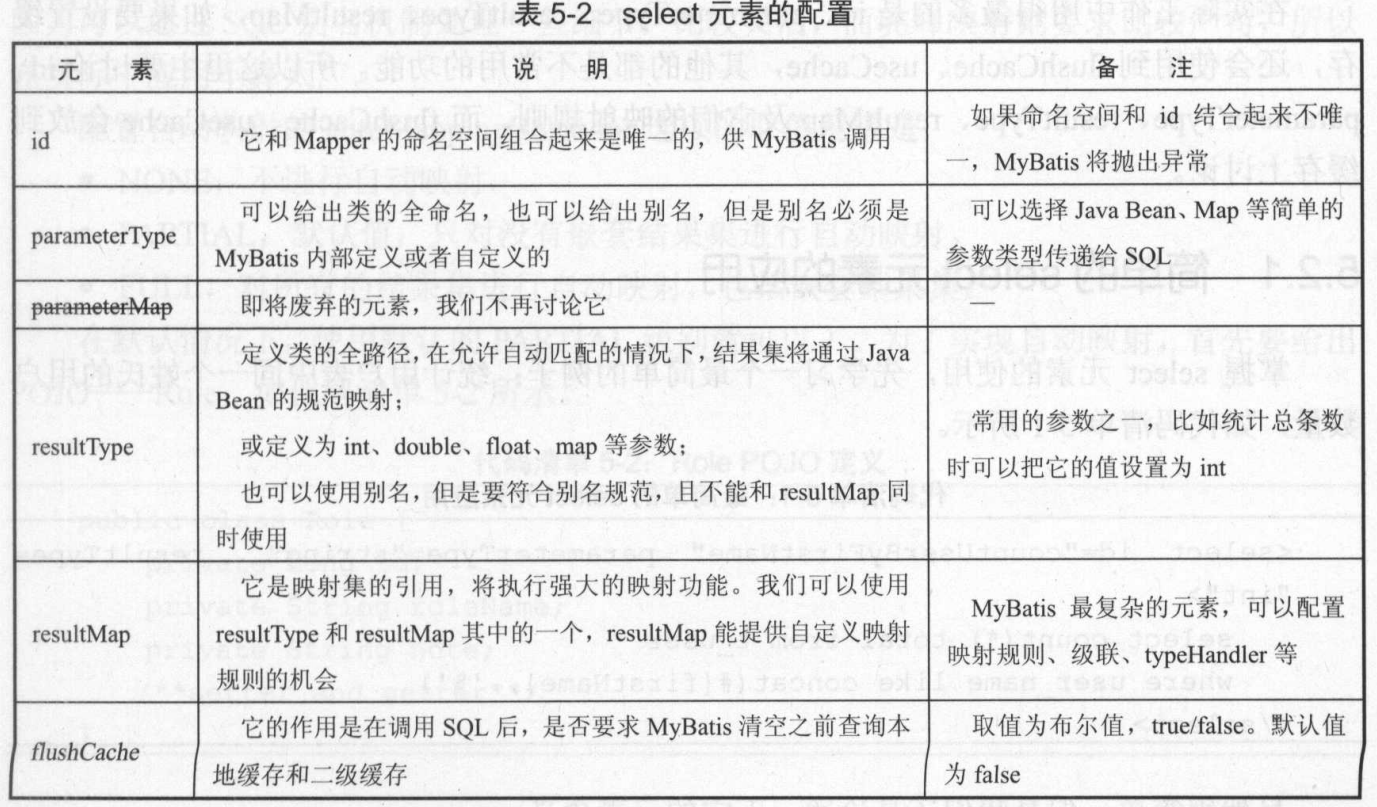 表 5-2 select 元素的配置
元 素 说 明 备 注
id
它和 Mapper 的命名空间组合起来是唯一的，供 MyBatis 调用
如果命名空间和 id 结合起来不唯
一，MyBatis 将抛出异常
parameterType
可以给出类的全命名，也可以给出别名，但是别名必须是
MyBatis 内部定义或者自定义的
可以选择 Java Bean、Map 等简单的
参数类型传递给 SQL
parameterMap
即将废弃的元素，我们不再讨论它
—
resultType
定义类的全路径，在允许自动匹配的情况下，结果集将通过 Java
Bean 的规范映射；
或定义为 int、double、float、map 等参数；
也可以使用别名，但是要符合别名规范，且不能和 resultMap 同
时使用
常用的参数之一，比如统计总条数
时可以把它的值设置为 int
resultMap
它是映射集的引用，将执行强大的映射功能。我们可以使用
resultType 和 resultMap 其中的一个，resultMap 能提供自定义映射
规则的机会
MyBatis 最复杂的元素，可以配置
映射规则、级联、typeHandler 等
flushCache
它的作用是在调用 SQL 后，是否要求 MyBatis 清空之前查询本
地缓存和二级缓存
取值为布尔值，true/false。默认值
为 false